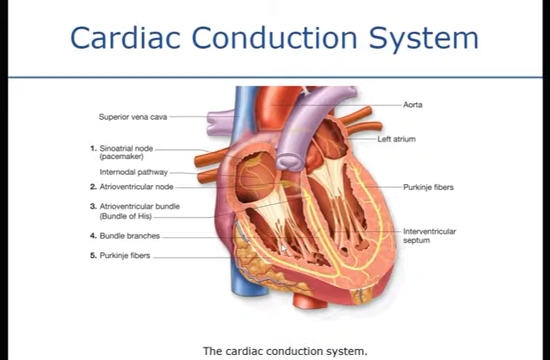 Cardiac Conduction System
Superior vena cava
1. Sinoatrial node
(pacemaker)
Internodal pathway
2. Atrioventricular node
3. Atrioventricular bundle
(Bundle of His)
4. Bundle branches
5. Purkinje fibers
Aorta
Left atrium
Purkinje fibers
Interventricular
septum
The cardiac conduction system.